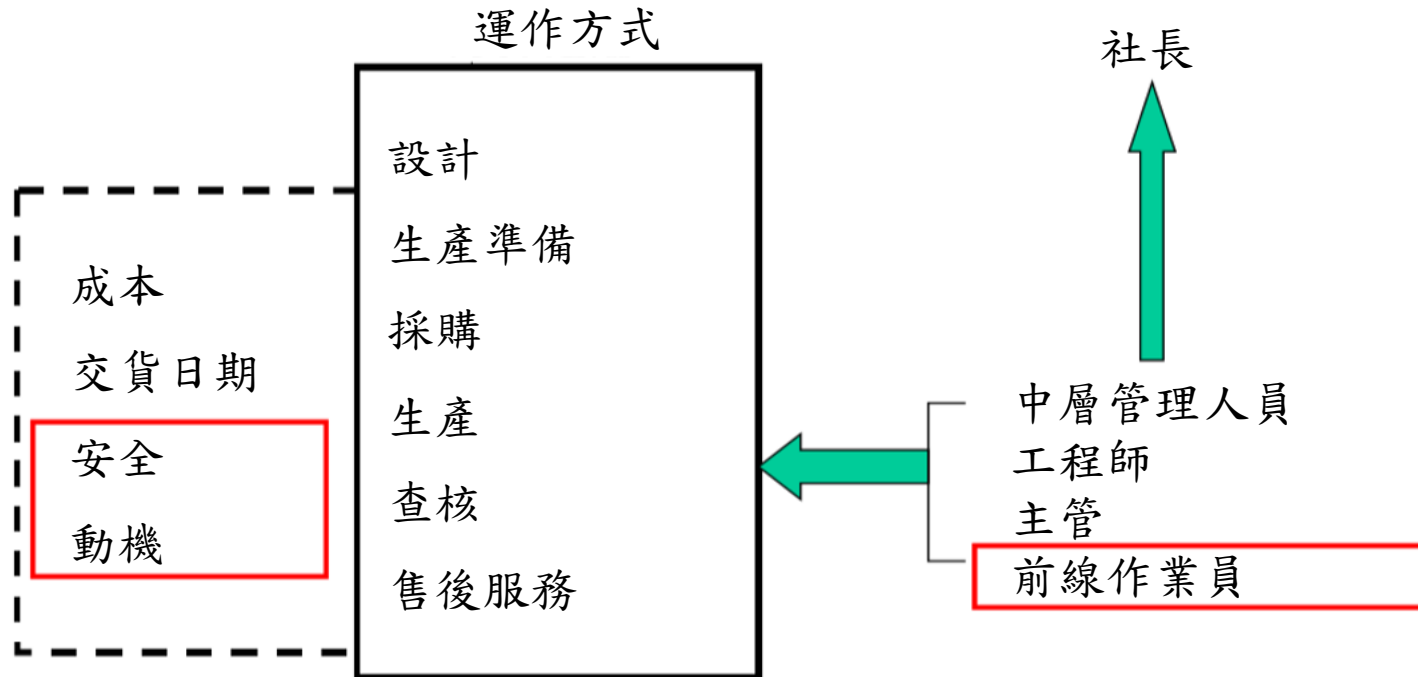 運作方式
設計
生產準備
採購
生產
查核
售後服務
成本
交貨日期
安全
動機
社長
中層管理人員
工程師
主管
前線作業員